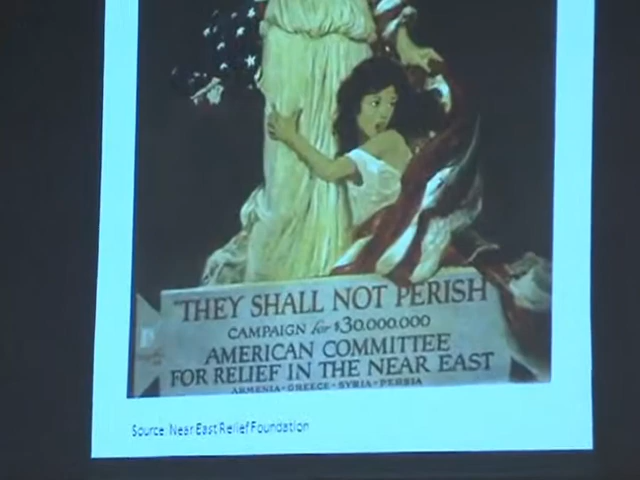 "THEY SHALL NOT PERISH
CAMPAIGN for $30.000.000
AMERICAN COMMITTEE
FOR RELIEF IN THE NEAR EAST
ARMENIA - GREECE - SYRIA - PERSIA
Source: Near East Relief Foundation